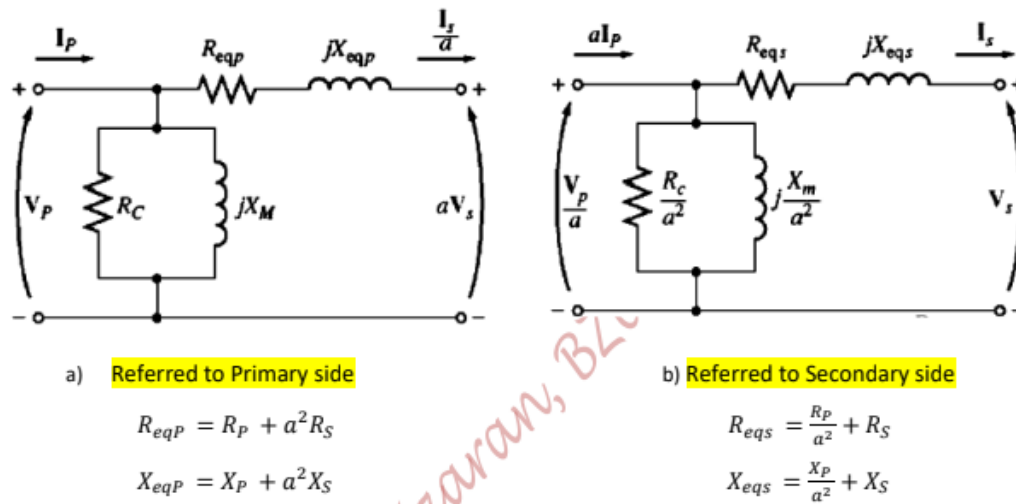 I_P
R_eqp
jX_eqp
I_s/a
+
+
V_P
R_C
jX_M
aV_s
−
−
a) Referred to Primary side
R_eqP = R_P + a²R_S
X_eqP = X_P + a²X_S
aI_P
R_eqs
jX_eqs
I_s
+
+
V_p/a
R_c/a²
j X_m/a²
V_s
−
−
b) Referred to Secondary side
R_eqs = R_P/a² + R_S
X_eqs = X_P/a² + X_S